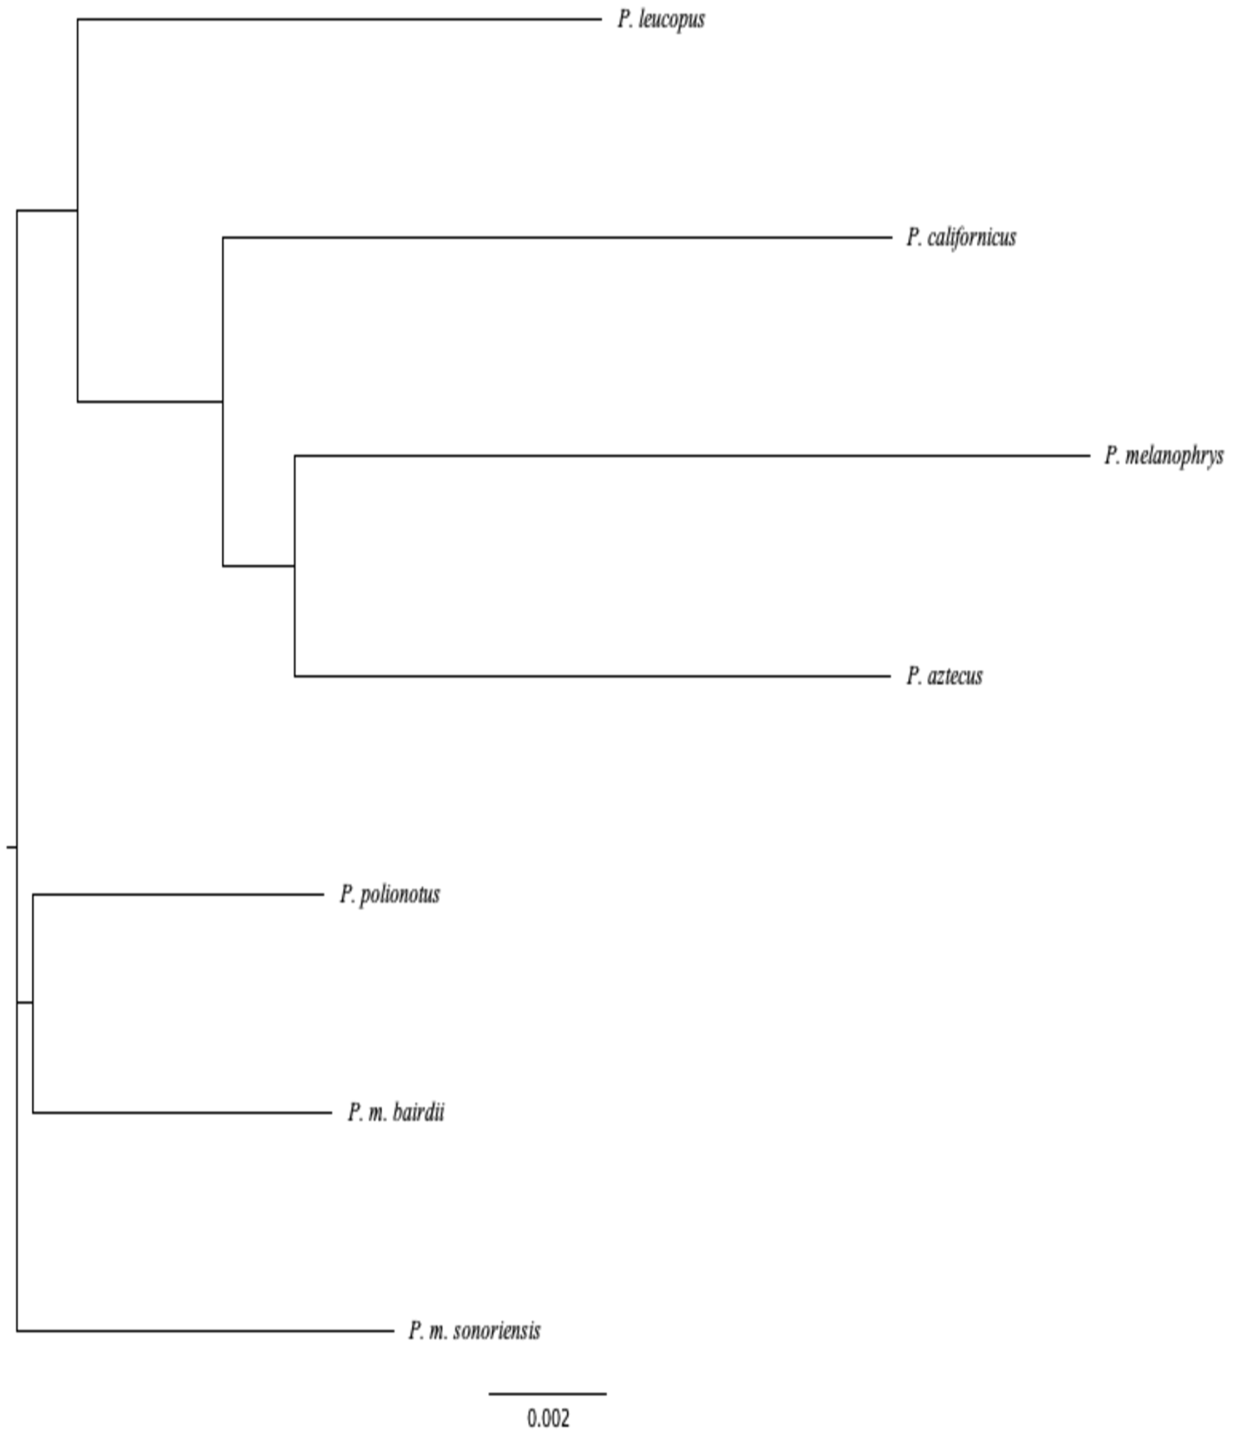 P. leucopus
P. californicus
P. melanophrys
P. aztecus
P. polionotus
P. m. bairdii
P. m. sonoriensis
0.002